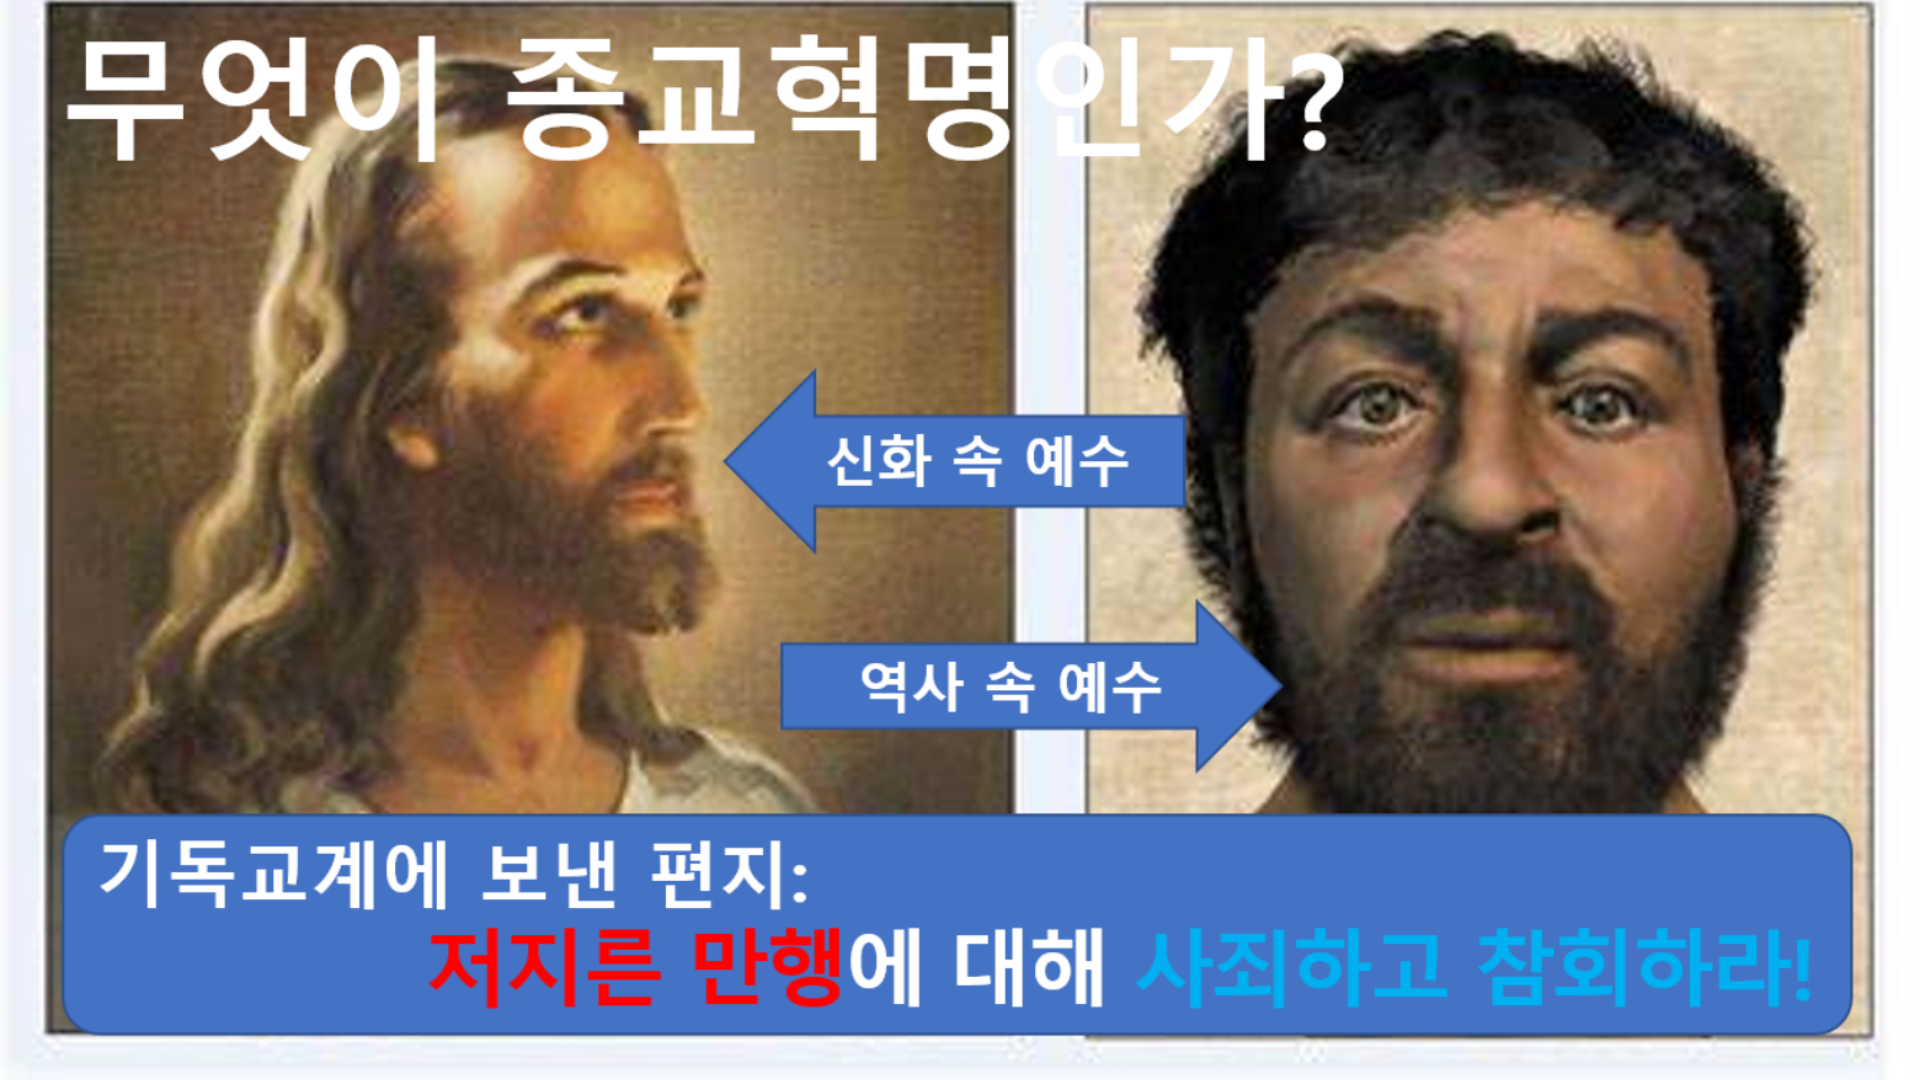 무엇이 종교혁명인가?
신화 속 예수
역사 속 예수
기독교계에 보낸 편지:
저지른 만행에 대해 사죄하고 참회하라!